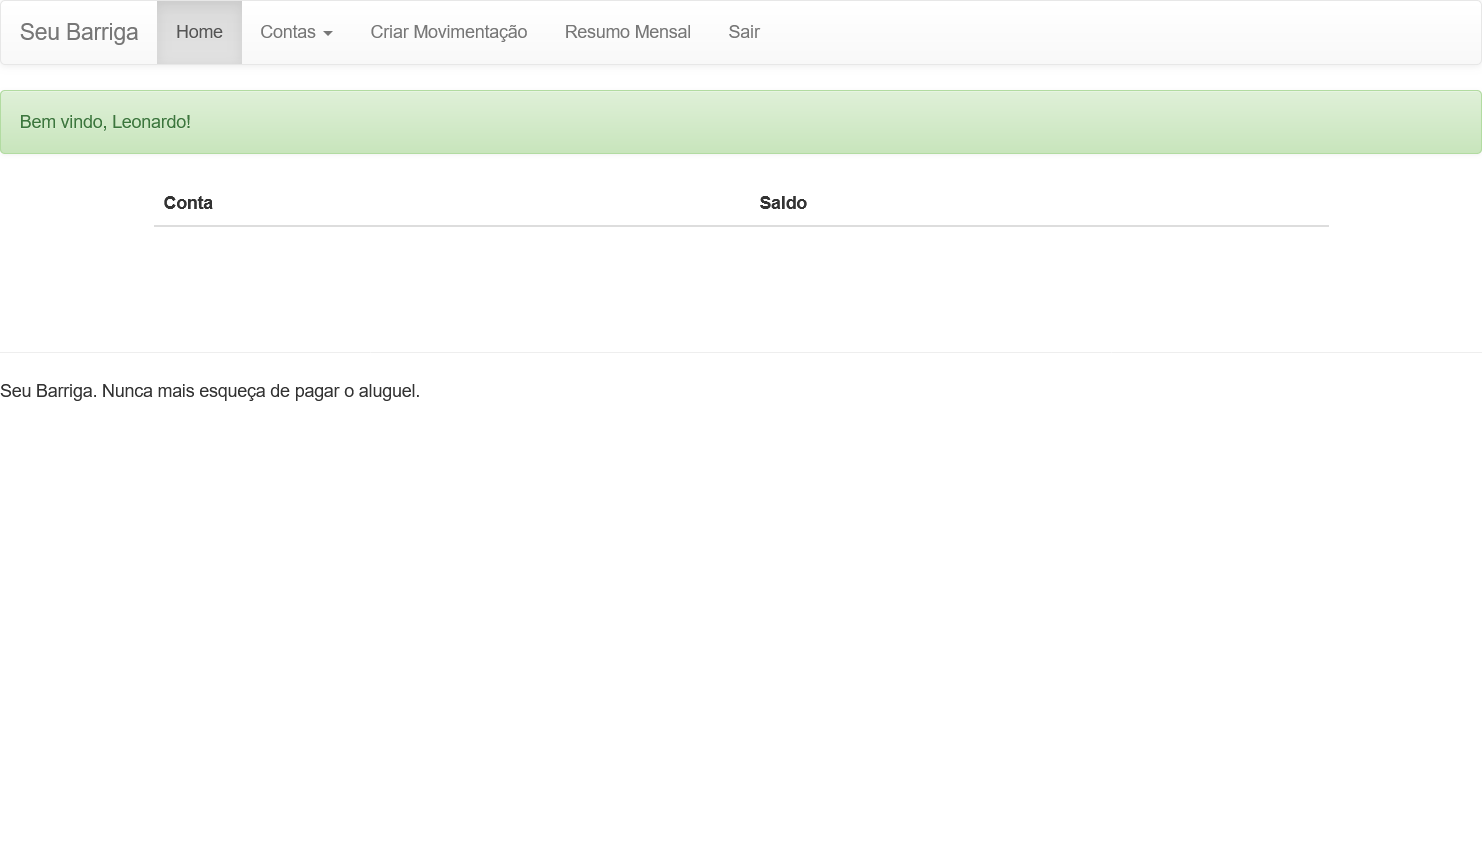 Seu Barriga Home Contas Criar Movimentação Resumo Mensal Sair
Bem vindo, Leonardo!
Conta Saldo
Seu Barriga. Nunca mais esqueça de pagar o aluguel.